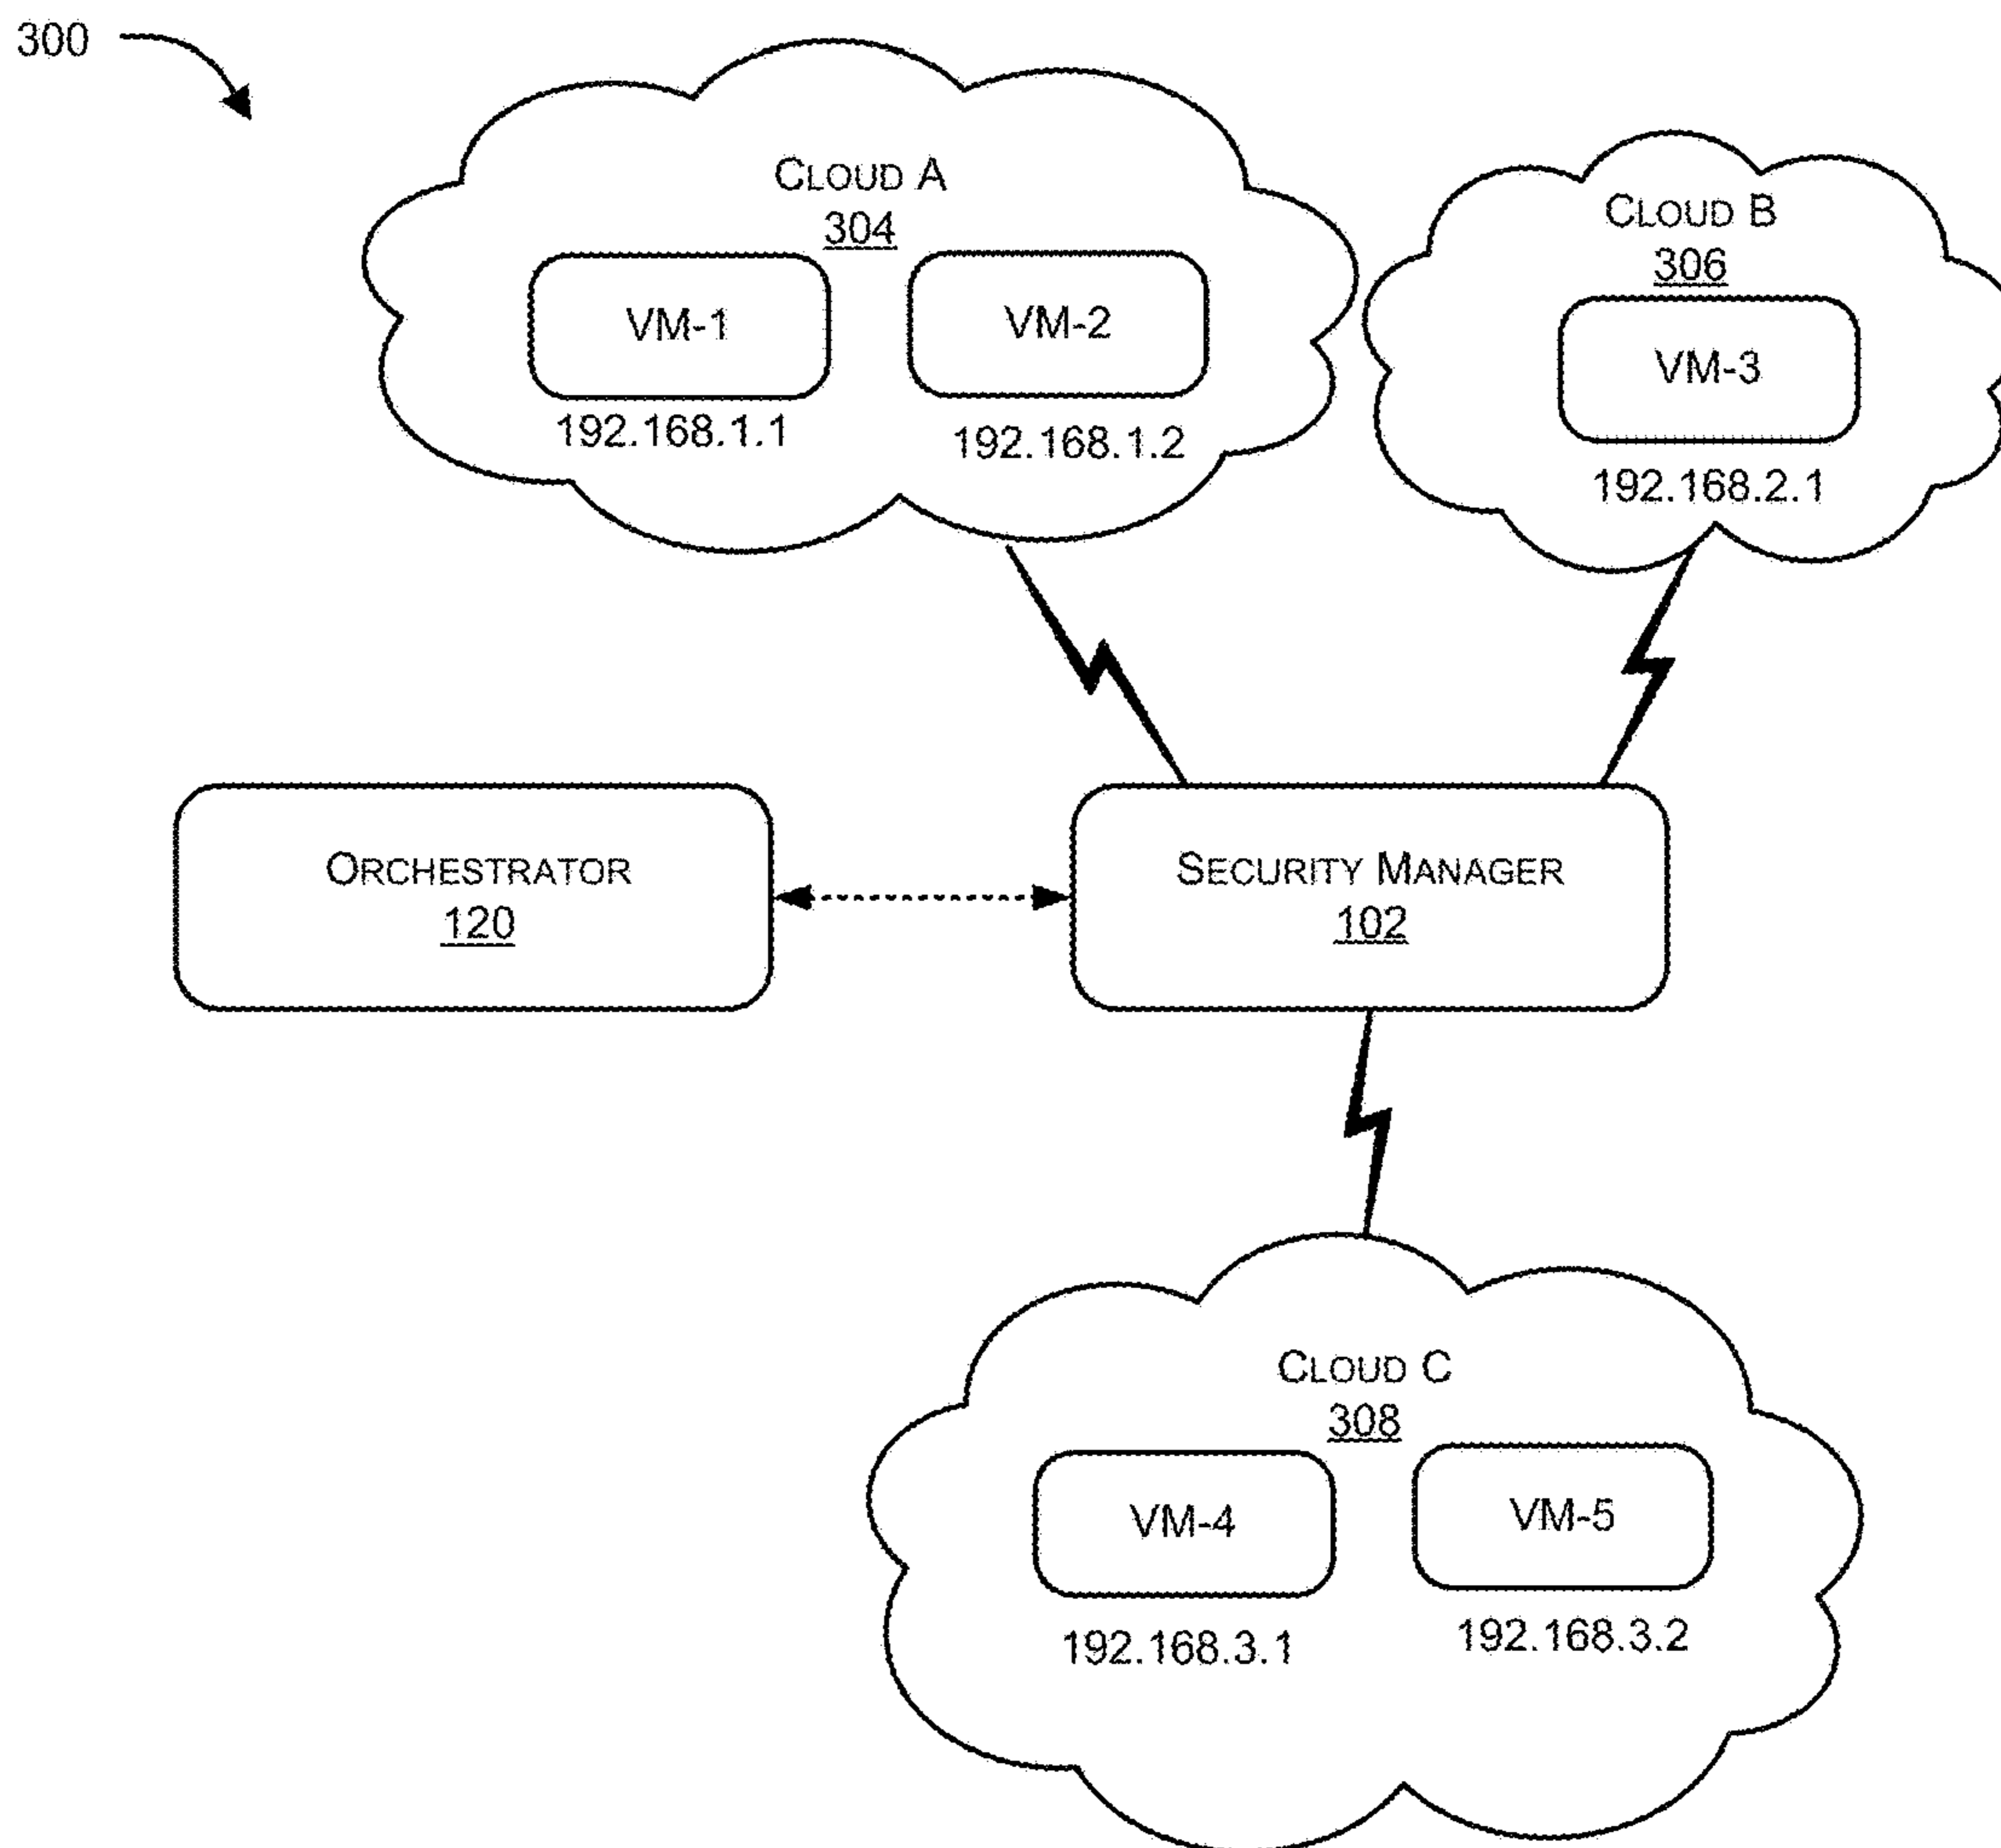 300
CLOUD A
304
VM-1
VM-2
192.168.1.1
192.168.1.2
CLOUD B
306
VM-3
192.168.2.1
ORCHESTRATOR
120
SECURITY MANAGER
102
CLOUD C
308
VM-4
VM-5
192.168.3.1
192.168.3.2